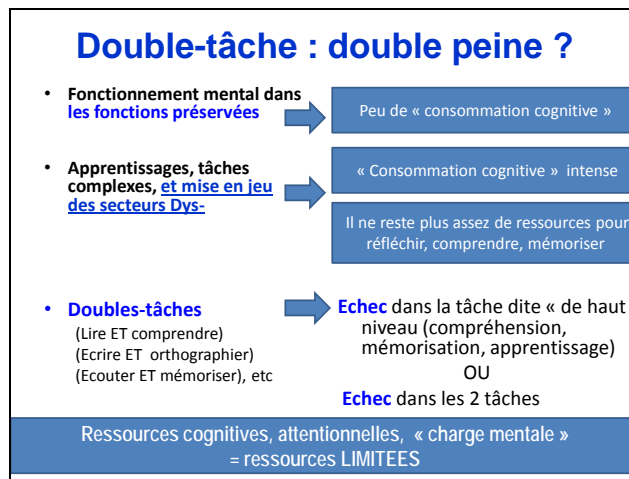 Double-tâche : double peine ?
• Fonctionnement mental dans
les fonctions préservées
Peu de « consommation cognitive »
• Apprentissages, tâches
complexes, et mise en jeu
des secteurs Dys-
« Consommation cognitive » intense
Il ne reste plus assez de ressources pour
réfléchir, comprendre, mémoriser
• Doubles-tâches
(Lire ET comprendre)
(Ecrire ET orthographier)
(Ecouter ET mémoriser), etc
Echec dans la tâche dite « de haut
niveau (compréhension,
mémorisation, apprentissage)
OU
Echec dans les 2 tâches
Ressources cognitives, attentionnelles, « charge mentale »
= ressources LIMITEES